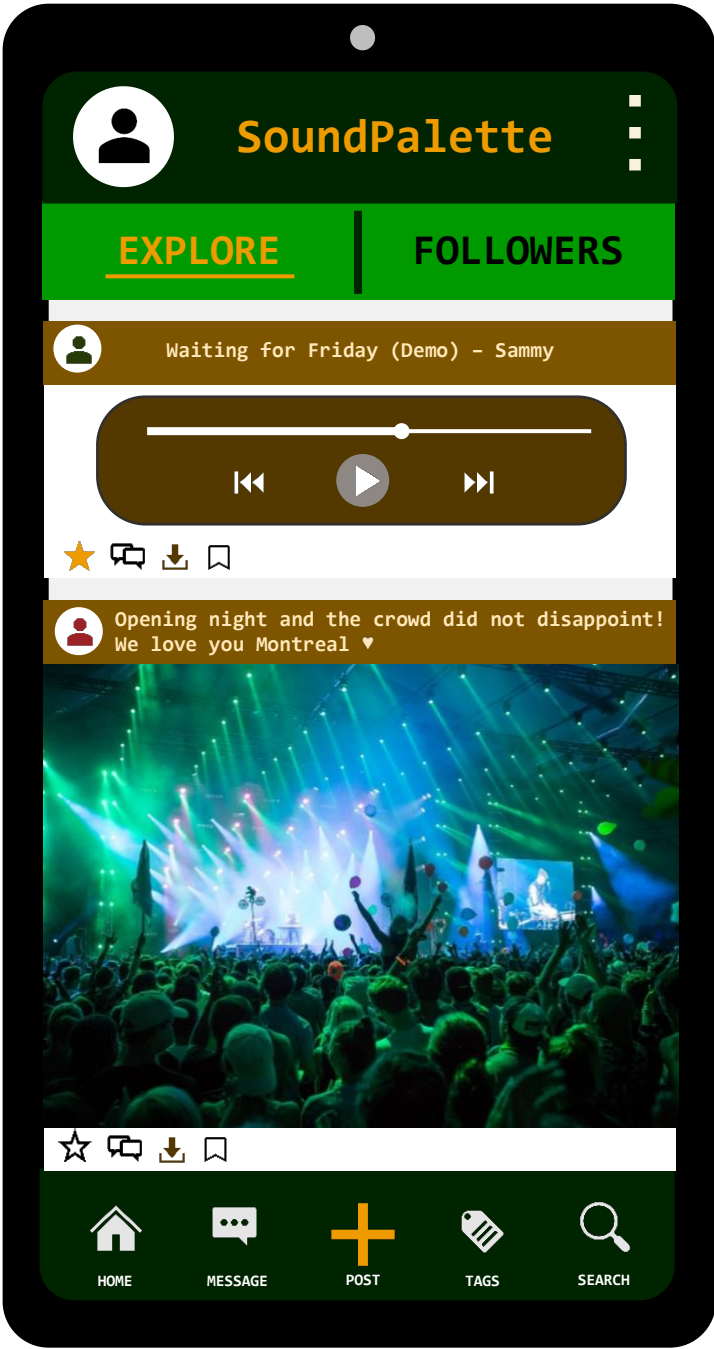 SoundPalette
EXPLORE
FOLLOWERS
Waiting for Friday (Demo) – Sammy
Opening night and the crowd did not disappoint!
We love you Montreal ♥
HOME
MESSAGE
POST
TAGS
SEARCH